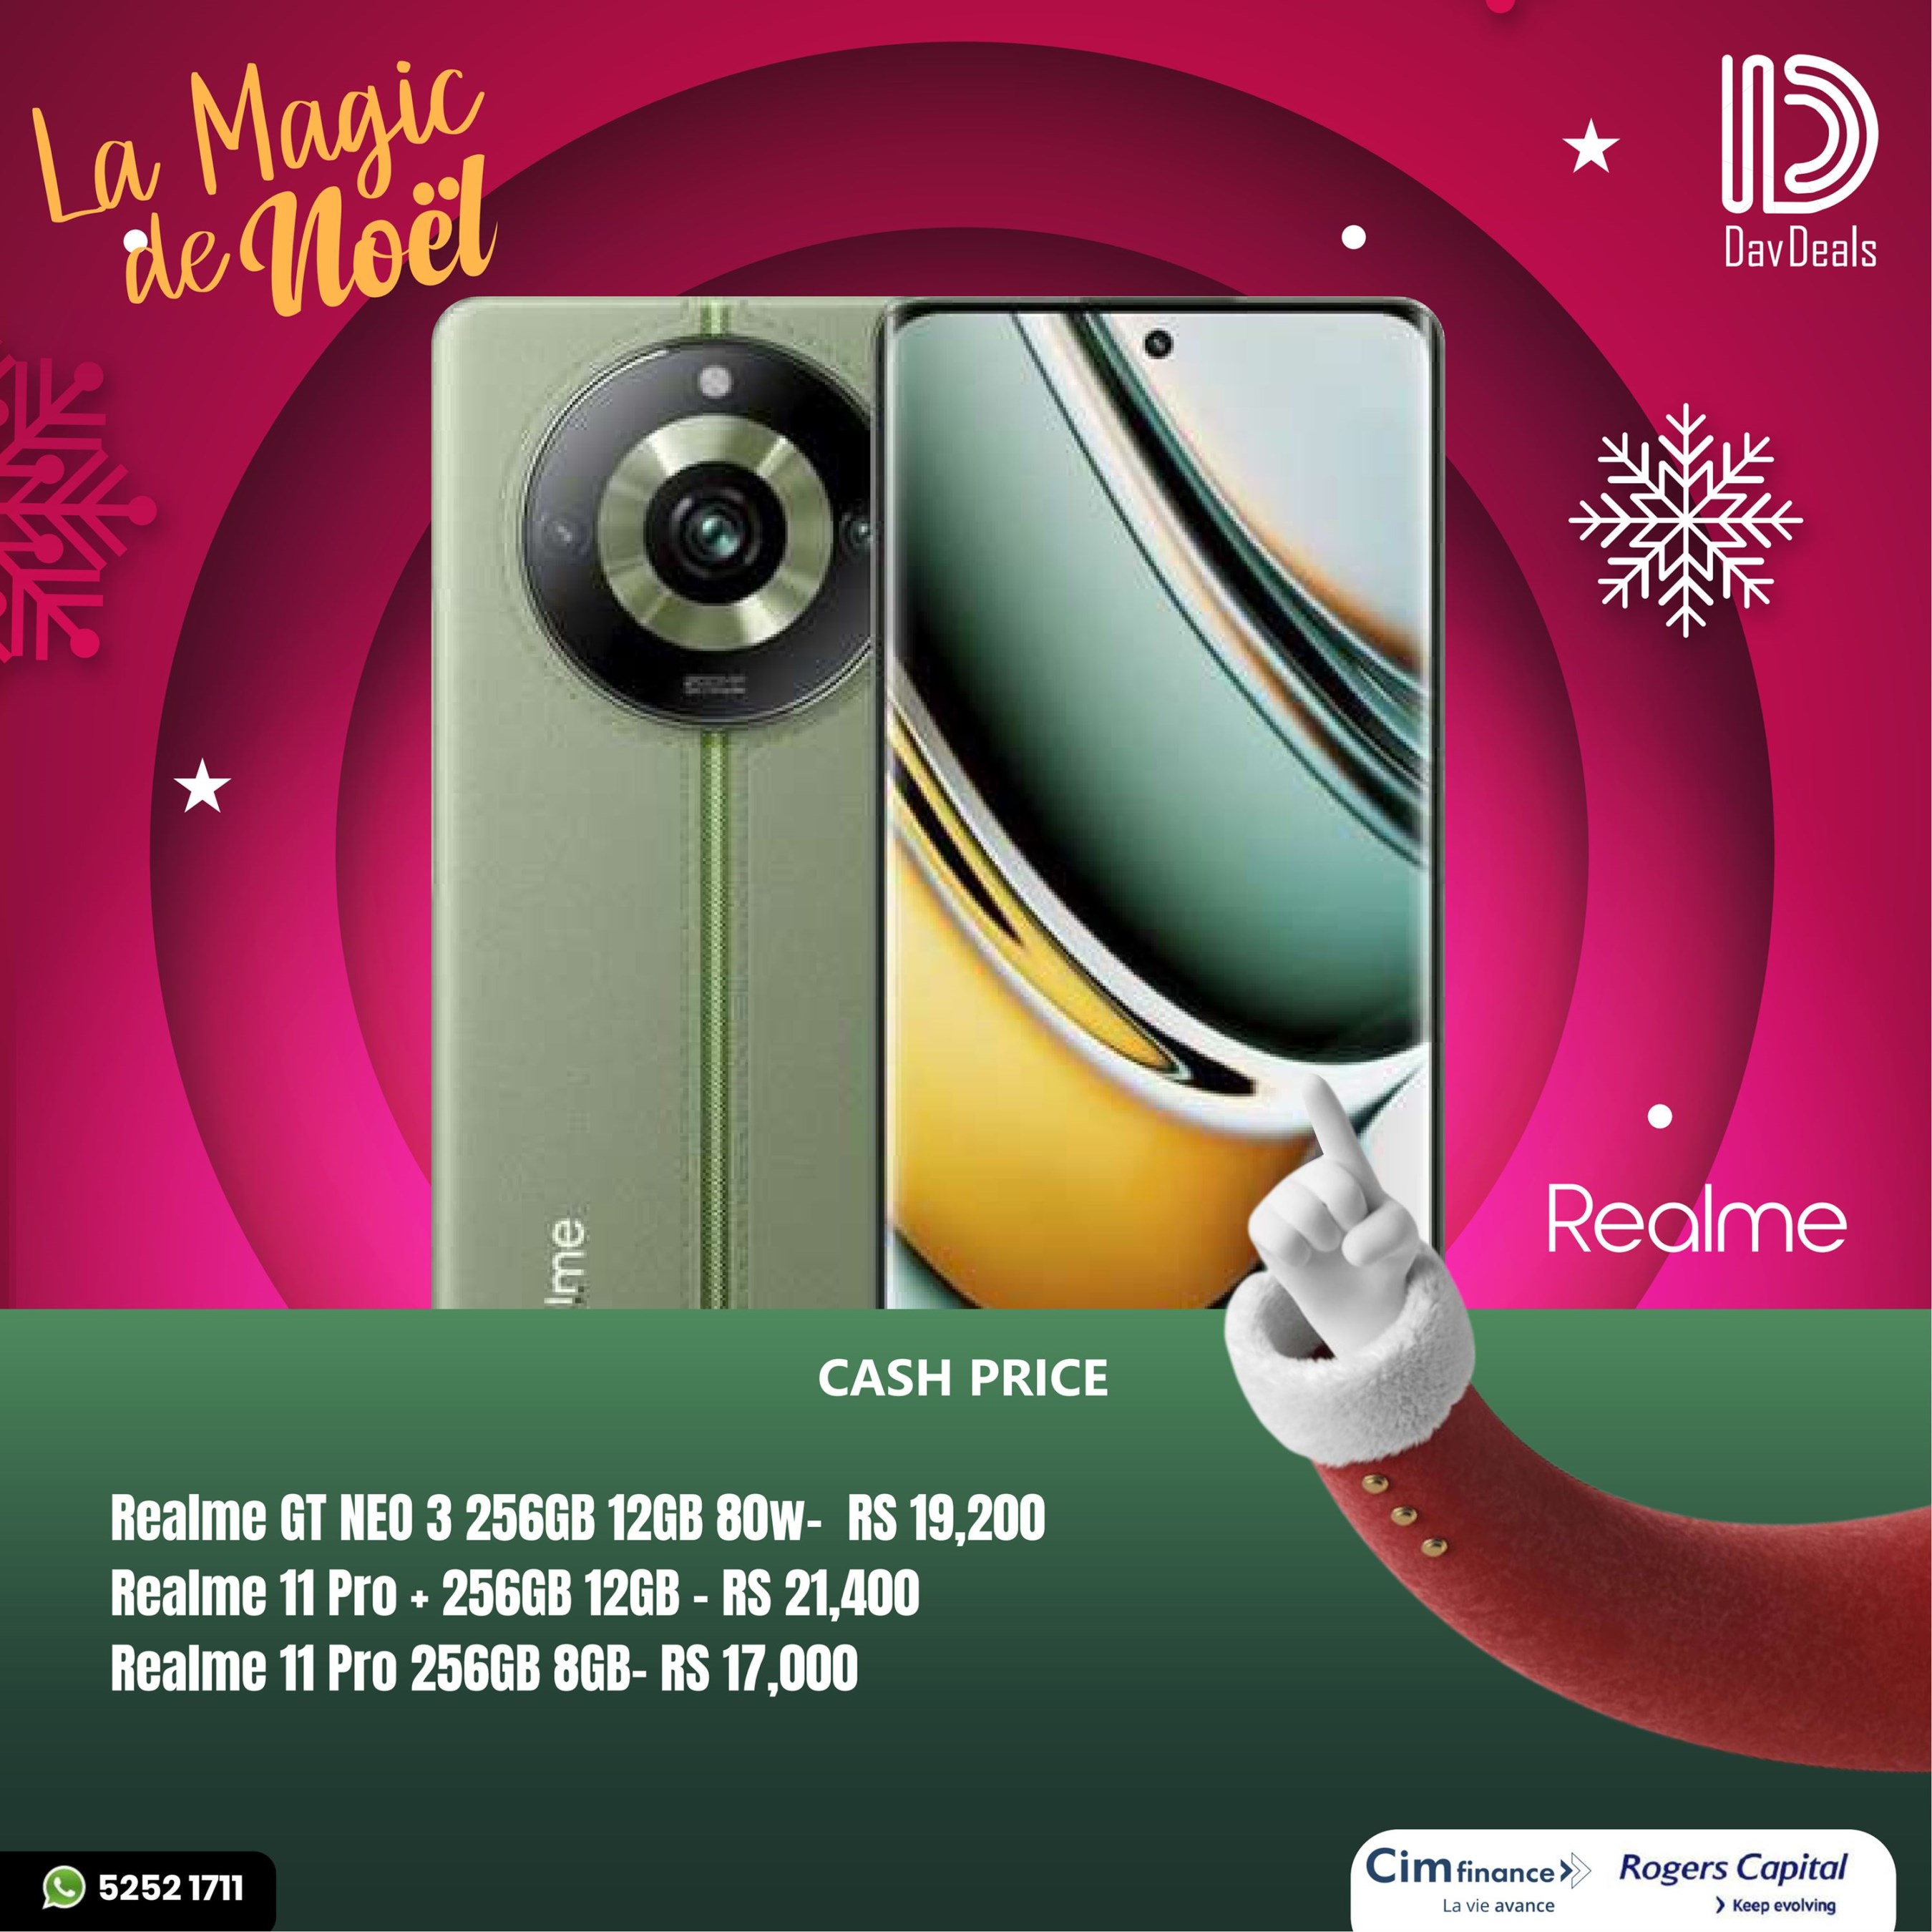 La Magic
de Noël
DavDeals
lme
Realme
CASH PRICE
Realme GT NEO 3 256GB 12GB 80w- RS 19,200
Realme 11 Pro + 256GB 12GB - RS 21,400
Realme 11 Pro 256GB 8GB- RS 17,000
5252 1711
Cim finance
La vie avance
Rogers Capital
Keep evolving